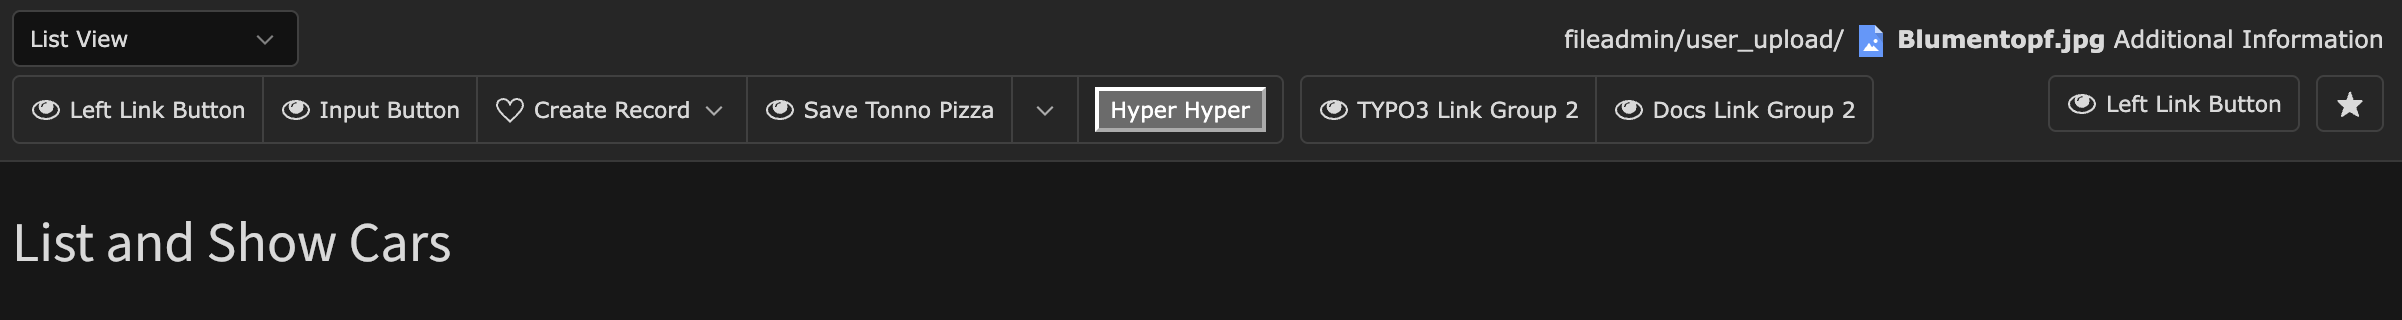 List View
fileadmin/user_upload/ Blumentopf.jpg Additional Information
Left Link Button Input Button Create Record Save Tonno Pizza Hyper Hyper TYPO3 Link Group 2 Docs Link Group 2 Left Link Button
List and Show Cars